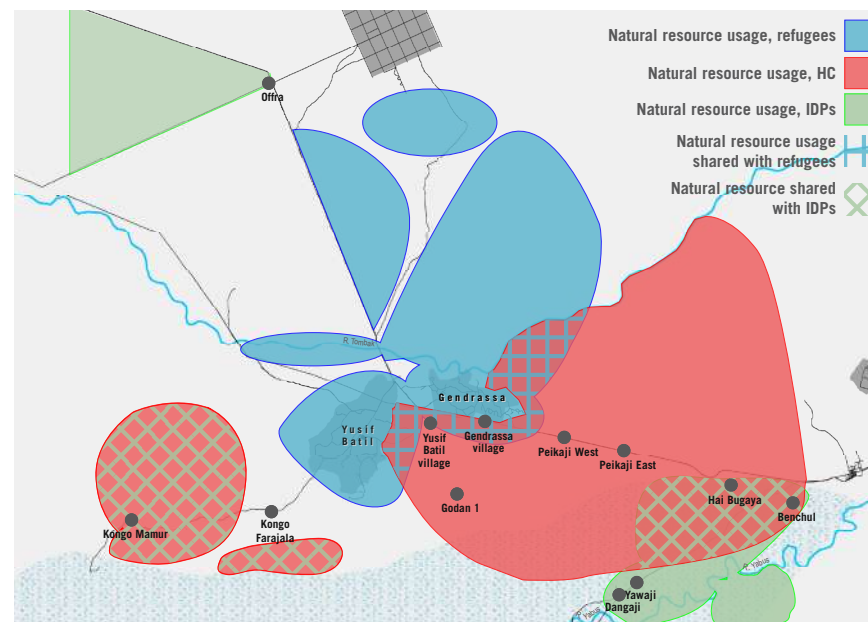 Natural resource usage, refugees
Natural resource usage, HC
Natural resource usage, IDPs
Natural resource usage
shared with refugees
Natural resource shared
with IDPs
Offra
R. Tombak
Gendrassa
Yusif
Batil
Yusif
Batil
village
Gendrassa
village
Peikaji West
Peikaji East
Godan 1
Hai Bugaya
Benchul
Kongo Mamur
Kongo
Farajala
R. Yabus
Yawaji
Dangaji
Yabus